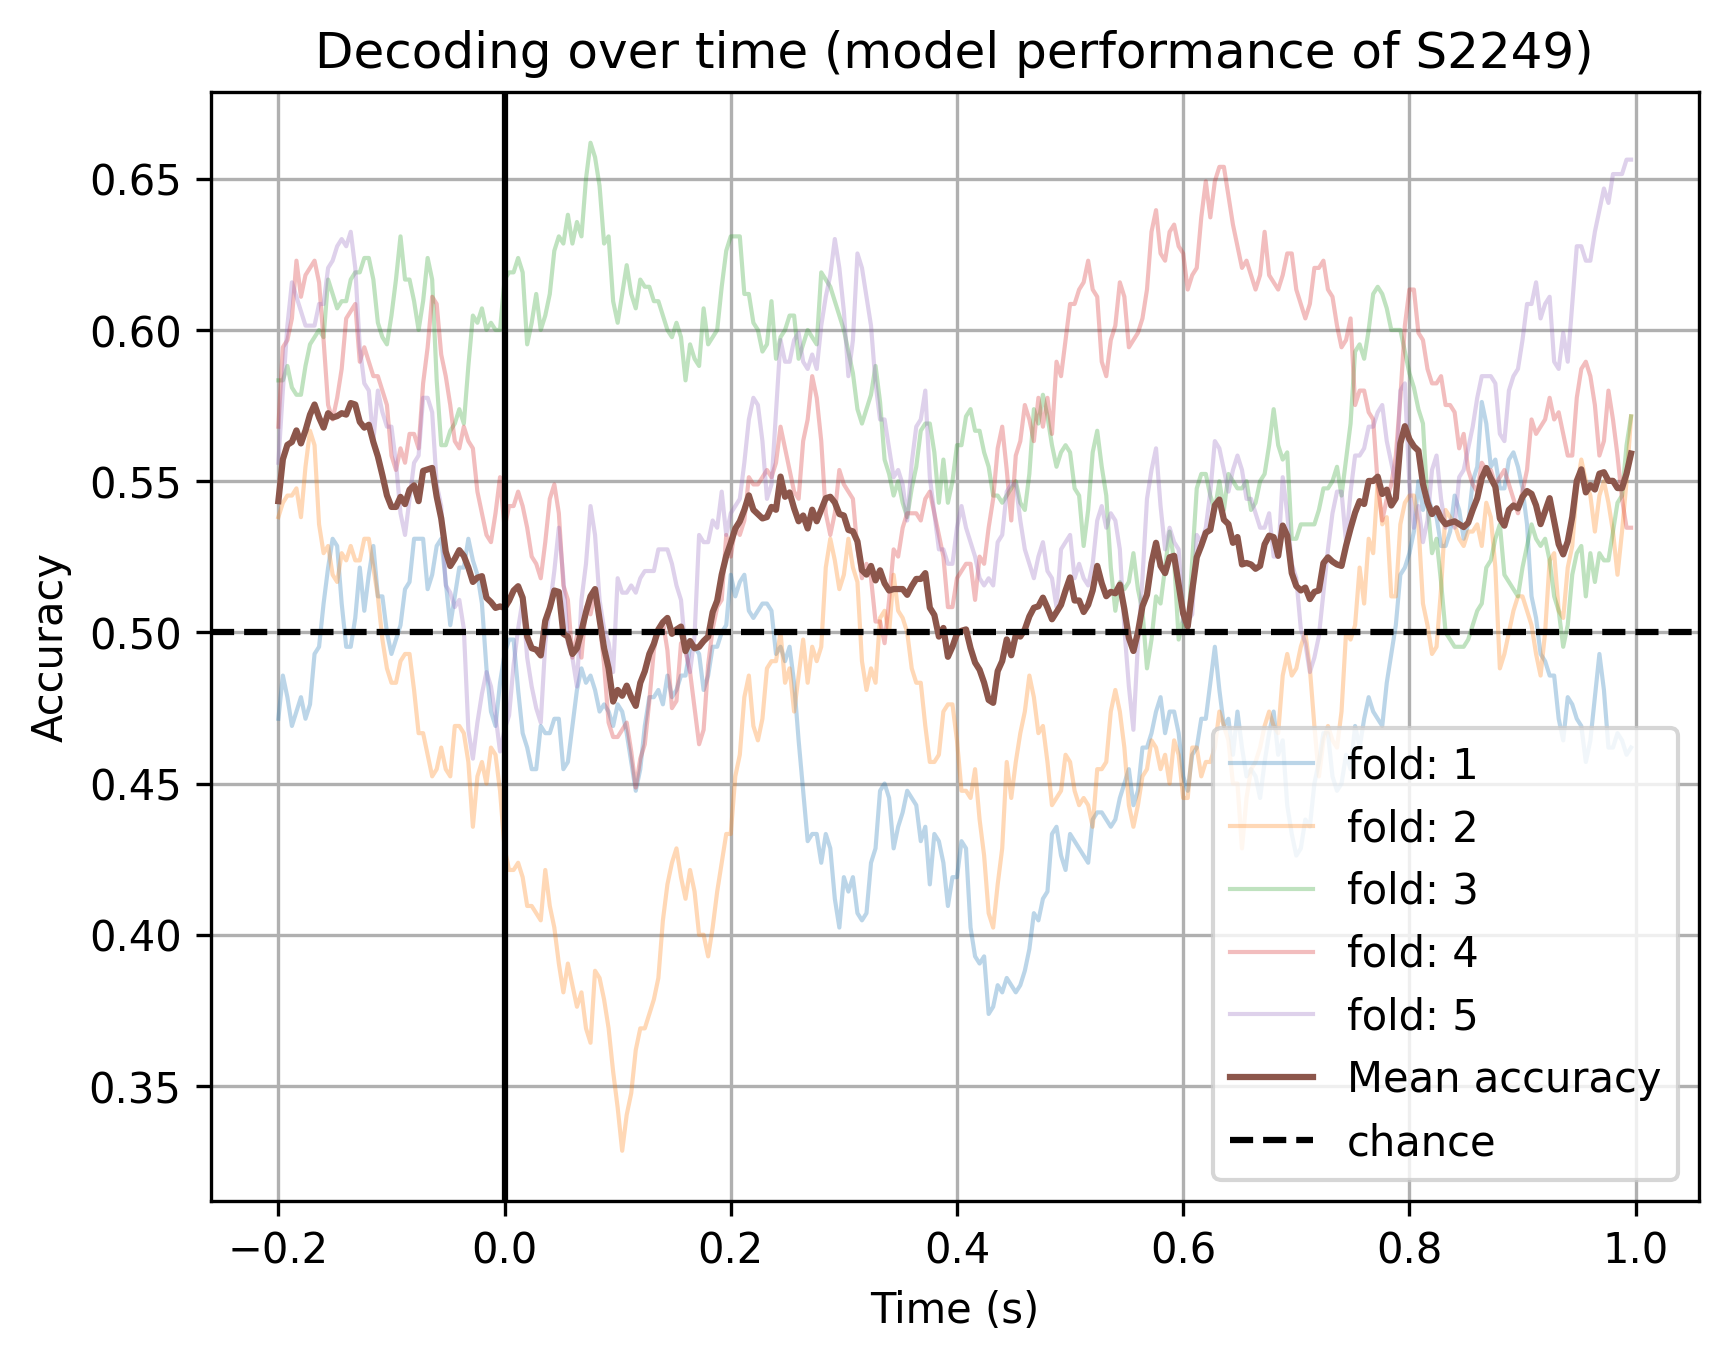 Decoding over time (model performance of S2249)
Accuracy
0.65
0.60
0.55
0.50
0.45
0.40
0.35
−0.2
0.0
0.2
0.4
0.6
0.8
1.0
Time (s)
fold: 1
fold: 2
fold: 3
fold: 4
fold: 5
Mean accuracy
chance